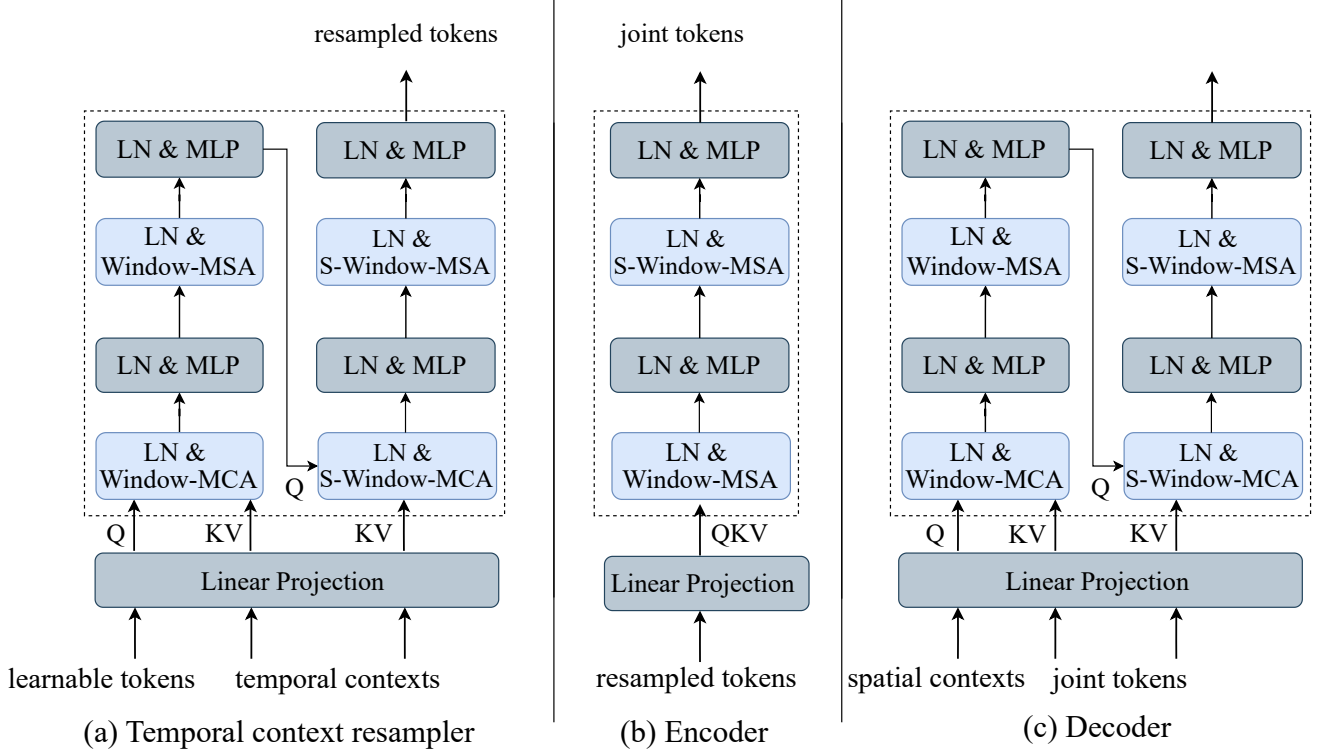 resampled tokens
LN & MLP
LN & MLP
LN &
Window-MSA
LN &
S-Window-MSA
LN & MLP
LN & MLP
LN &
Window-MCA
LN &
S-Window-MCA
Q
Q
KV
KV
Linear Projection
learnable tokens
temporal contexts
(a) Temporal context resampler
joint tokens
LN & MLP
LN &
S-Window-MSA
LN & MLP
LN &
Window-MSA
QKV
Linear Projection
resampled tokens
(b) Encoder
LN & MLP
LN & MLP
LN &
Window-MSA
LN &
S-Window-MSA
LN & MLP
LN & MLP
LN &
Window-MCA
LN &
S-Window-MCA
Q
Q
KV
KV
Linear Projection
spatial contexts
joint tokens
(c) Decoder